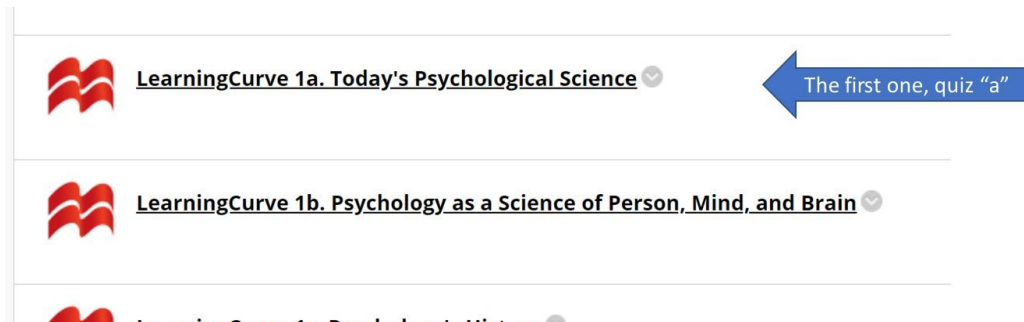 LearningCurve 1a. Today's Psychological Science
The first one, quiz “a”
LearningCurve 1b. Psychology as a Science of Person, Mind, and Brain